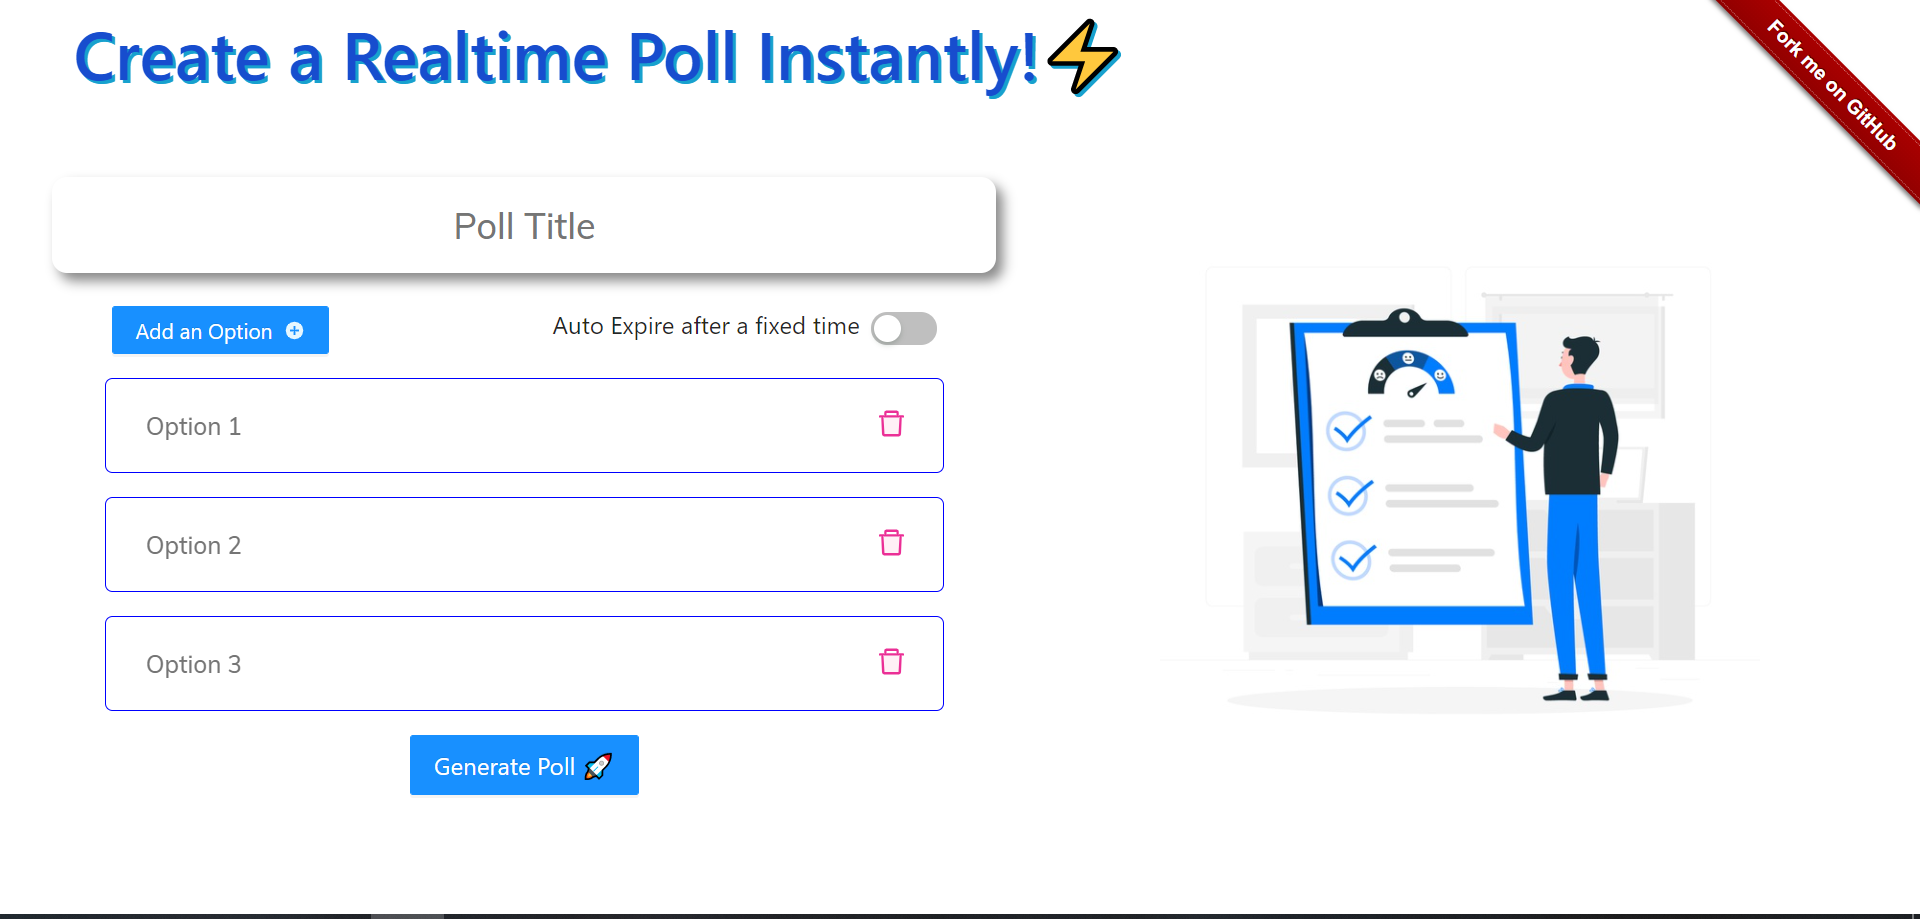 Create a Realtime Poll Instantly!⚡
Fork me on GitHub
Poll Title
Add an Option
Auto Expire after a fixed time
Option 1
Option 2
Option 3
Generate Poll 🚀